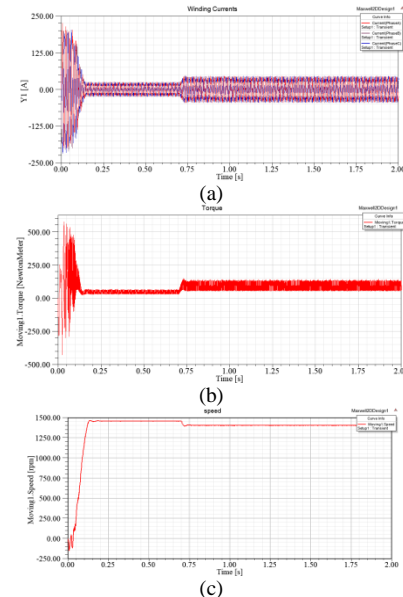 Winding Currents
Maxwell2DDesign1
Curve Info
Current(PhaseA)
Setup1 : Transient
Current(PhaseB)
Setup1 : Transient
Current(PhaseC)
Setup1 : Transient
250.00
125.00
0.00
-125.00
250.00
Y1 [A]
0.00 0.25 0.50 0.75 1.00 1.25 1.50 1.75 2.00
Time [s]
(a)
Torque
Maxwell2DDesign1
Curve Info
Moving1.Torque
Setup1 : Transient
500.00
250.00
0.00
-250.00
-500.00
Moving1.Torque [NewtonMeter]
0.00 0.25 0.50 0.75 1.00 1.25 1.50 1.75 2.00
Time [s]
(b)
speed
Maxwell2DDesign1
Curve Info
Moving1.Speed
Setup1 : Transient
1500.00
1250.00
1000.00
750.00
500.00
250.00
0.00
-250.00
Moving1.Speed [rpm]
0.00 0.25 0.50 0.75 1.00 1.25 1.50 1.75 2.00
Time [s]
(c)